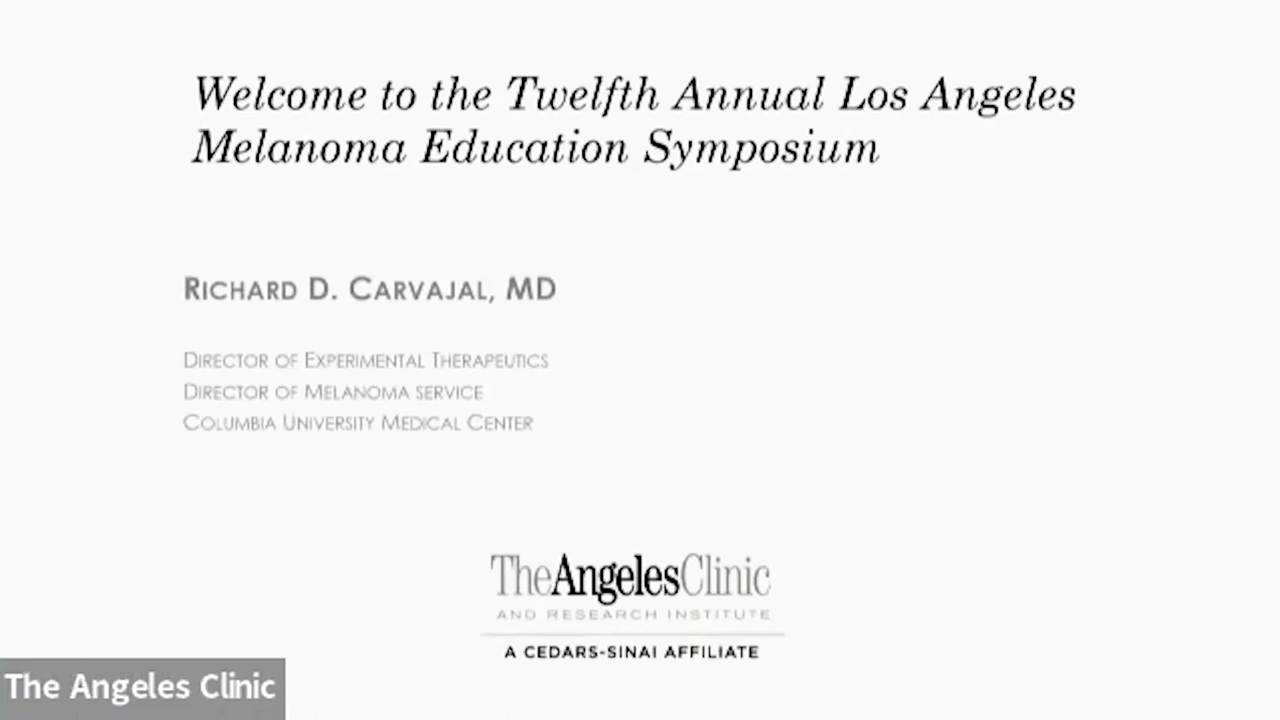 Welcome to the Twelfth Annual Los Angeles
Melanoma Education Symposium
RICHARD D. CARVAJAL, MD
DIRECTOR OF EXPERIMENTAL THERAPEUTICS
DIRECTOR OF MELANOMA SERVICE
COLUMBIA UNIVERSITY MEDICAL CENTER
TheAngelesClinic
AND RESEARCH INSTITUTE
A CEDARS-SINAI AFFILIATE
The Angeles Clinic